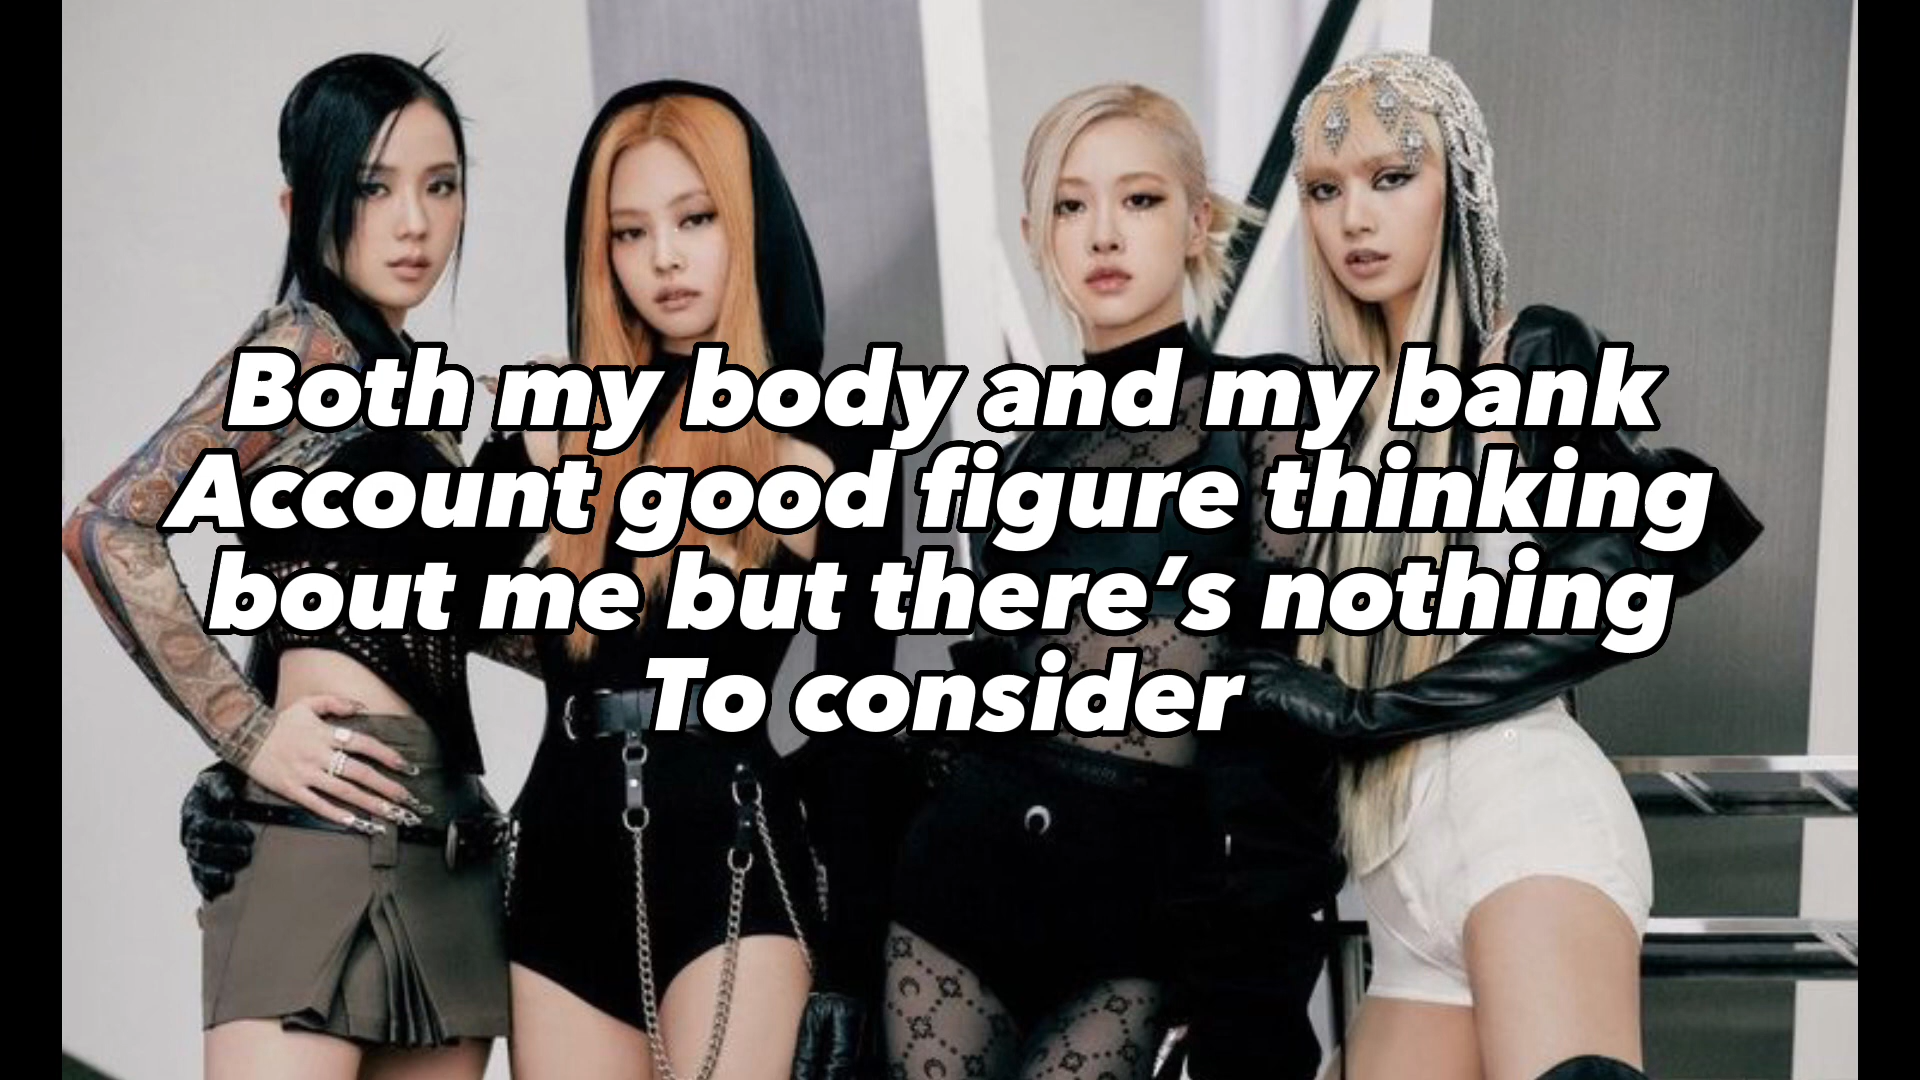 Both my body and my bank
Account good figure thinking
bout me but there’s nothing
To consider